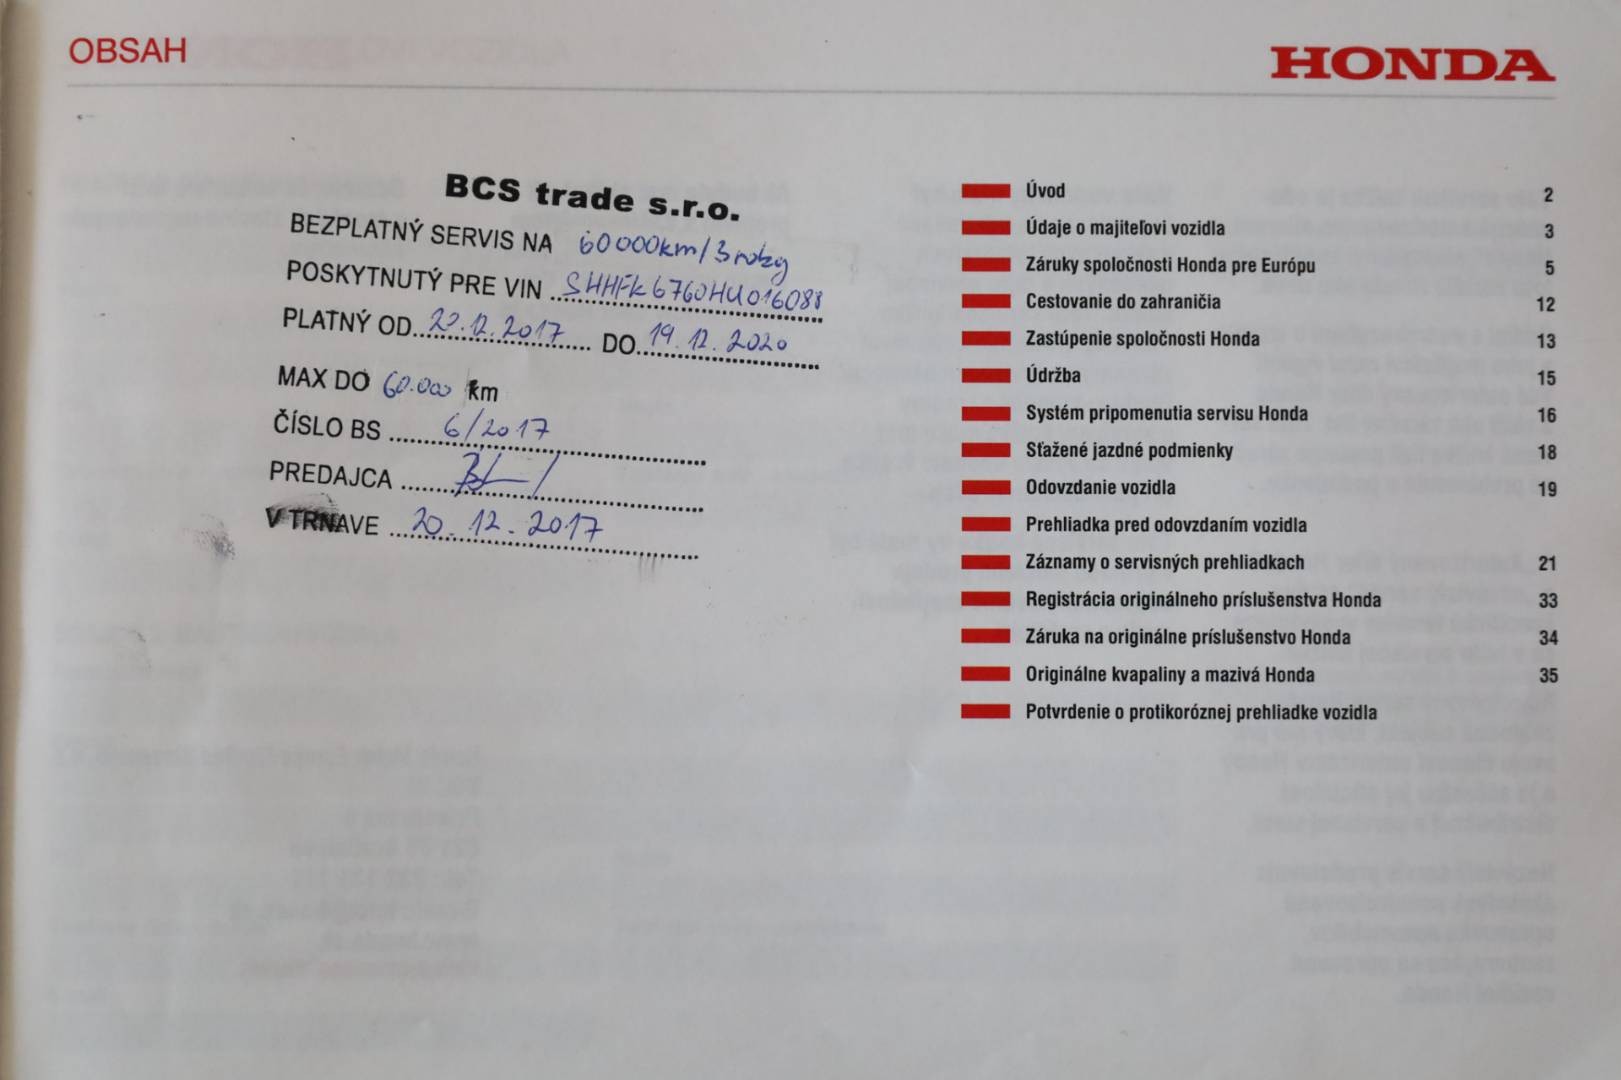 OBSAH
HONDA
BCS trade s.r.o.
BEZPLATNÝ SERVIS NA 60000km/3roky
POSKYTNUTÝ PRE VIN SHHFK6760HU016088
PLATNÝ OD 20.12.2017 DO 19.12.2020
MAX DO 60.000 km
ČÍSLO BS 6/2017
PREDAJCA
V TRNAVE 20.12.2017
Úvod 2
Údaje o majiteľovi vozidla 3
Záruky spoločnosti Honda pre Európu 5
Cestovanie do zahraničia 12
Zastúpenie spoločnosti Honda 13
Údržba 15
Systém pripomenutia servisu Honda 16
Sťažené jazdné podmienky 18
Odovzdanie vozidla 19
Prehliadka pred odovzdaním vozidla
Záznamy o servisných prehliadkach 21
Registrácia originálneho príslušenstva Honda 33
Záruka na originálne príslušenstvo Honda 34
Originálne kvapaliny a mazivá Honda 35
Potvrdenie o protikoróznej prehliadke vozidla